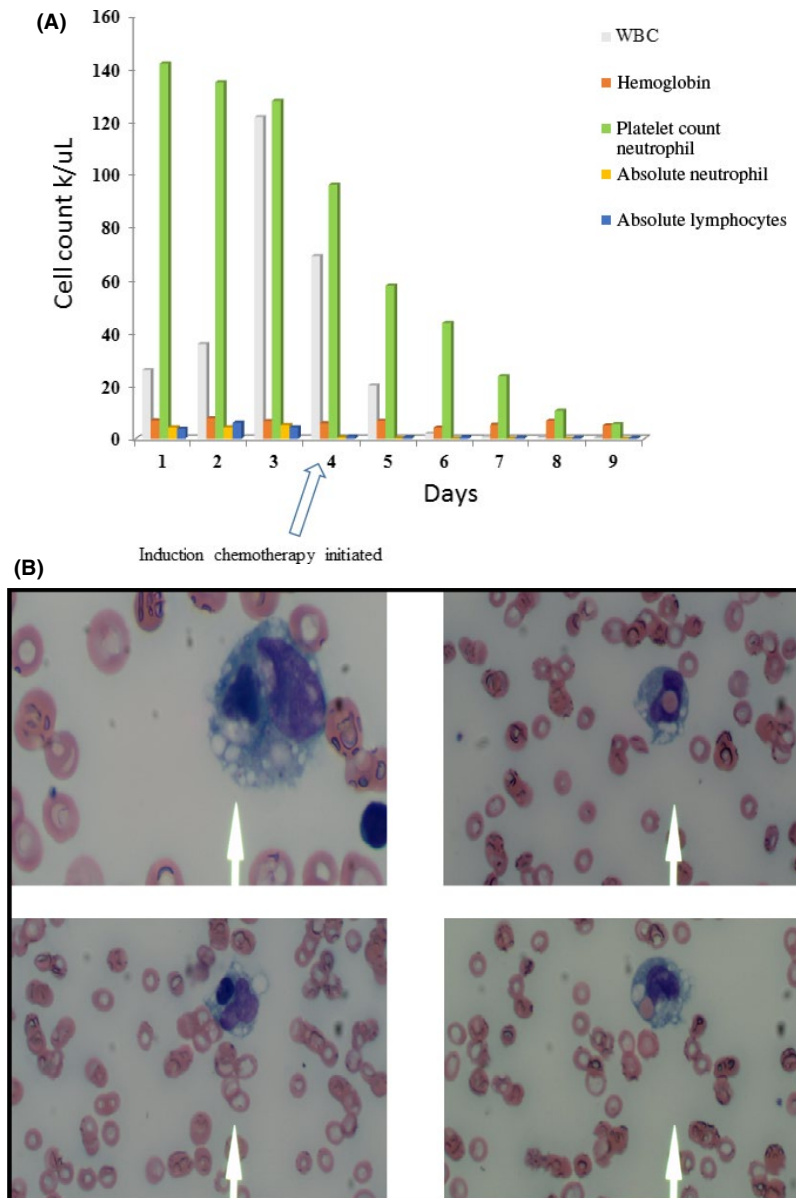 (A)
160
140
120
100
80
60
40
20
0
Cell count k/uL
1 2 3 4 5 6 7 8 9
Days
WBC
Hemoglobin
Platelet count
neutrophil
Absolute neutrophil
Absolute lymphocytes
Induction chemotherapy initiated
(B)